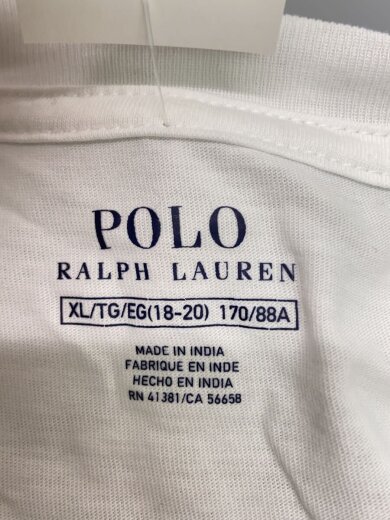 POLO
RALPH LAUREN
XL/TG/EG(18-20) 170/88A
MADE IN INDIA
FABRIQUE EN INDE
HECHO EN INDIA
RN 41381/CA 56658